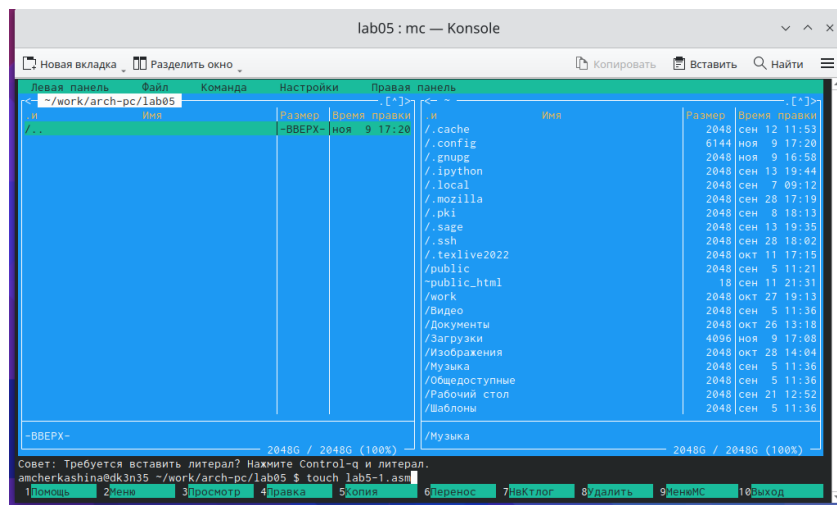 lab05 : mc — Konsole
Новая вкладка Разделить окно Копировать Вставить Найти
Левая панель Файл Команда Настройки Правая панель
<— ~/work/arch-pc/lab05 .[^]>
.и Имя Размер Время правки
/.. -ВВЕРХ- ноя 9 17:20
-ВВЕРХ-
2048G / 2048G (100%)
<— ~ .[^]>
.и Имя Размер Время правки
/.cache 2048 сен 12 11:53
/.config 6144 ноя 9 17:20
/.gnupg 2048 ноя 9 16:58
/.ipython 2048 сен 13 19:44
/.local 2048 сен 7 09:12
/.mozilla 2048 сен 28 17:19
/.pki 2048 сен 8 18:13
/.sage 2048 сен 13 19:35
/.ssh 2048 сен 28 18:02
/.texlive2022 2048 окт 11 17:15
/public 2048 сен 5 11:21
~public_html 18 сен 11 21:31
/work 2048 окт 27 19:13
/Видео 2048 сен 5 11:36
/Документы 2048 окт 26 13:18
/Загрузки 4096 ноя 9 17:08
/Изображения 2048 окт 28 14:04
/Музыка 2048 сен 5 11:36
/Общедоступные 2048 сен 5 11:36
/Рабочий стол 2048 сен 21 12:52
/Шаблоны 2048 сен 5 11:36
/Музыка
2048G / 2048G (100%)
Совет: Требуется вставить литерал? Нажмите Control-q и литерал.
amcherkashina@dk3n35 ~/work/arch-pc/lab05 $ touch lab5-1.asm
1Помощь 2Меню 3Просмотр 4Правка 5Копия 6Перенос 7НвКтлог 8Удалить 9МенюМС 10Выход